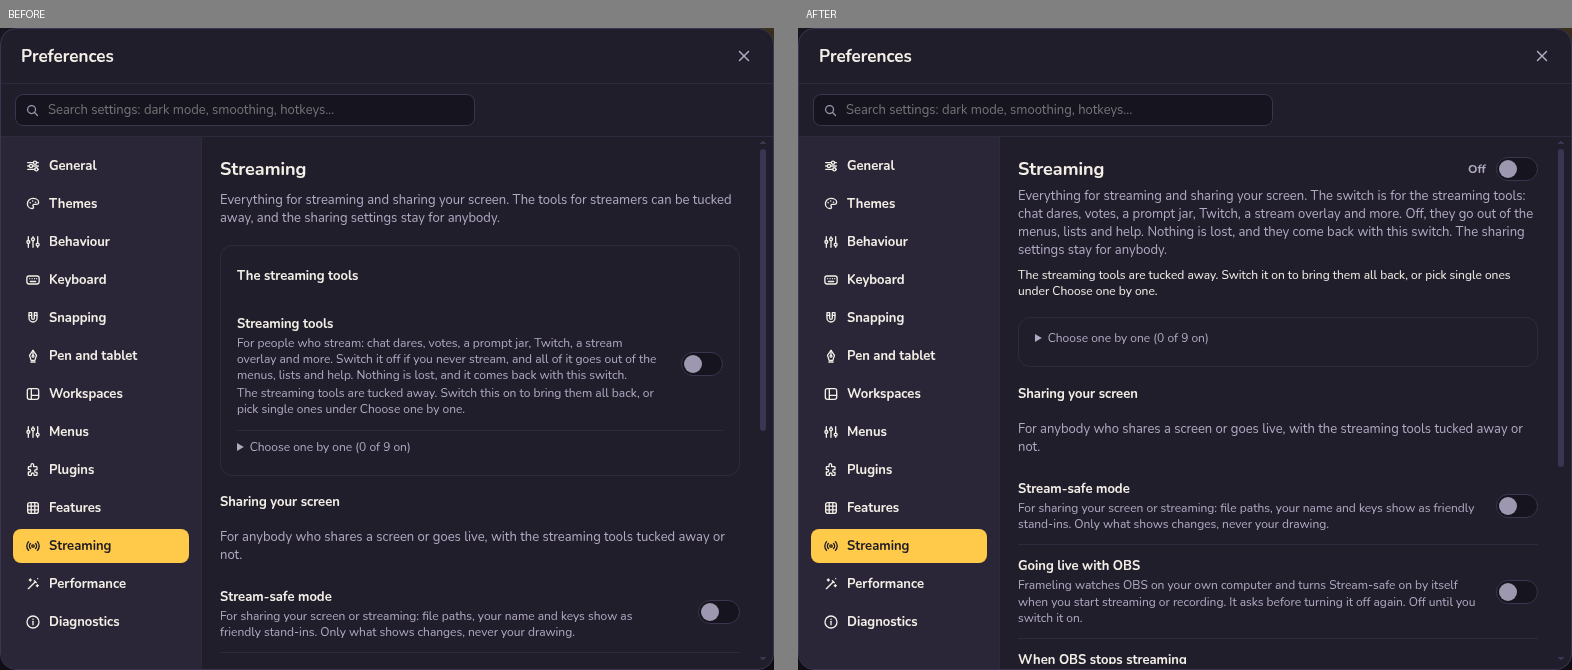 BEFORE
Preferences
Search settings: dark mode, smoothing, hotkeys...
General
Themes
Behaviour
Keyboard
Snapping
Pen and tablet
Workspaces
Menus
Plugins
Features
Streaming
Performance
Diagnostics
Streaming
Everything for streaming and sharing your screen. The tools for streamers can be tucked
away, and the sharing settings stay for anybody.
The streaming tools
Streaming tools
For people who stream: chat dares, votes, a prompt jar, Twitch, a stream
overlay and more. Switch it off if you never stream, and all of it goes out of the
menus, lists and help. Nothing is lost, and it comes back with this switch.
The streaming tools are tucked away. Switch this on to bring them all back, or
pick single ones under Choose one by one.
Choose one by one (0 of 9 on)
Sharing your screen
For anybody who shares a screen or goes live, with the streaming tools tucked away or
not.
Stream-safe mode
For sharing your screen or streaming: file paths, your name and keys show as
friendly stand-ins. Only what shows changes, never your drawing.
AFTER
Preferences
Search settings: dark mode, smoothing, hotkeys...
General
Themes
Behaviour
Keyboard
Snapping
Pen and tablet
Workspaces
Menus
Plugins
Features
Streaming
Performance
Diagnostics
Streaming
Off
Everything for streaming and sharing your screen. The switch is for the streaming tools:
chat dares, votes, a prompt jar, Twitch, a stream overlay and more. Off, they go out of the
menus, lists and help. Nothing is lost, and they come back with this switch. The sharing
settings stay for anybody.
The streaming tools are tucked away. Switch it on to bring them all back, or pick single ones
under Choose one by one.
Choose one by one (0 of 9 on)
Sharing your screen
For anybody who shares a screen or goes live, with the streaming tools tucked away or
not.
Stream-safe mode
For sharing your screen or streaming: file paths, your name and keys show as friendly
stand-ins. Only what shows changes, never your drawing.
Going live with OBS
Frameling watches OBS on your own computer and turns Stream-safe on by itself
when you start streaming or recording. It asks before turning it off again. Off until you
switch it on.
When OBS stops streaming